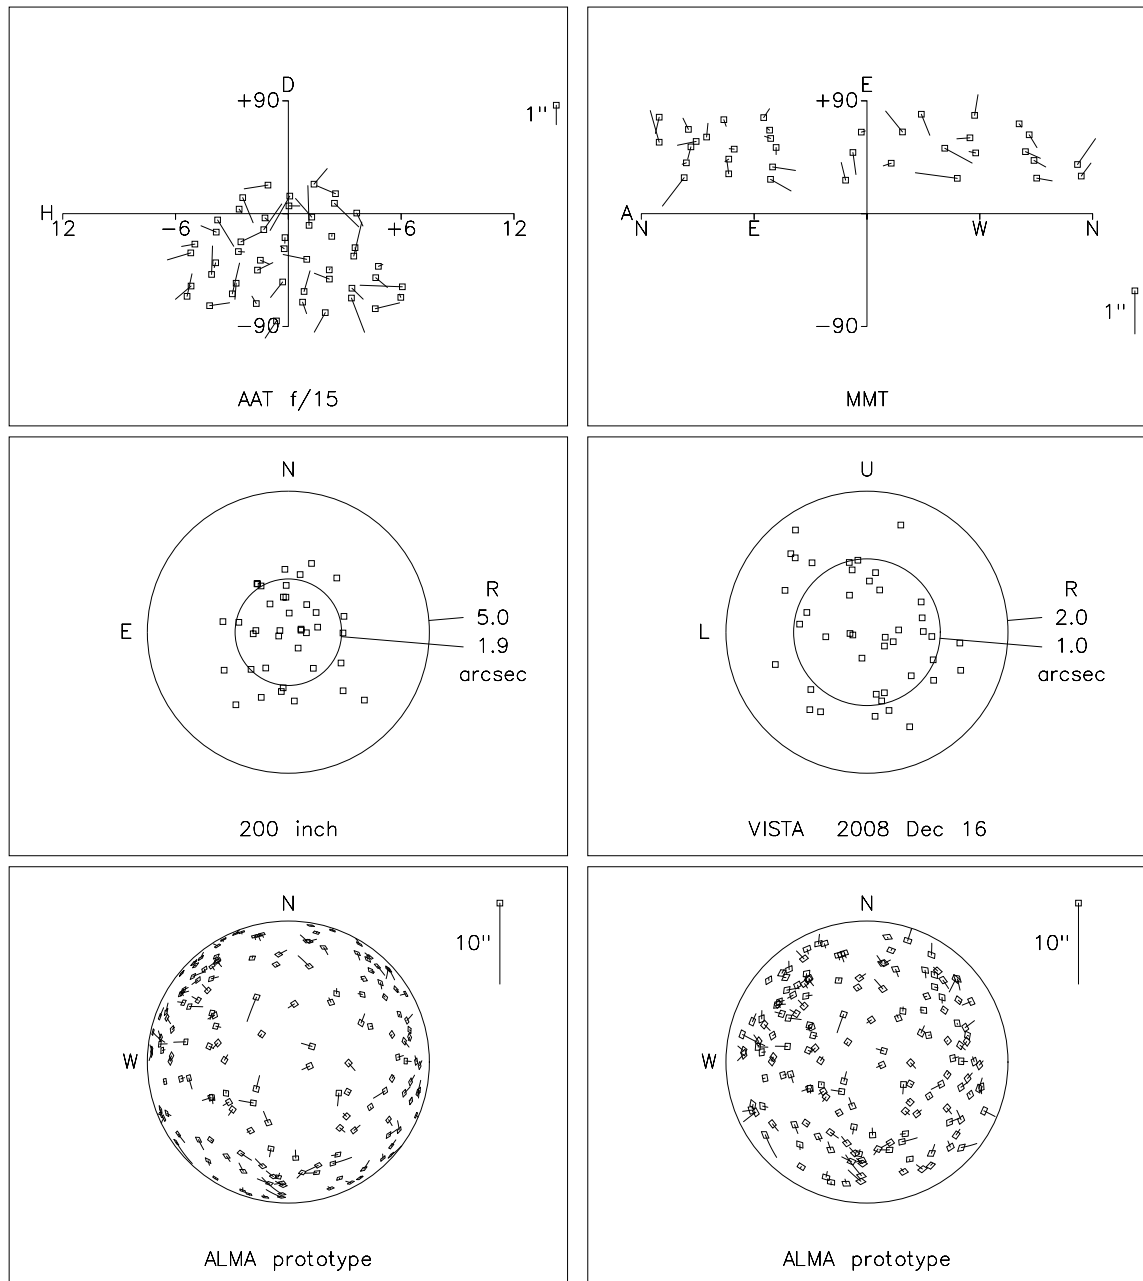 D
+90
1"
H
12
−6
+6
12
−90
AAT f/15
E
+90
A
N
E
W
N
−90
1"
MMT
N
E
R
5.0
1.9
arcsec
200 inch
U
L
R
2.0
1.0
arcsec
VISTA 2008 Dec 16
N
10"
W
ALMA prototype
N
10"
W
ALMA prototype